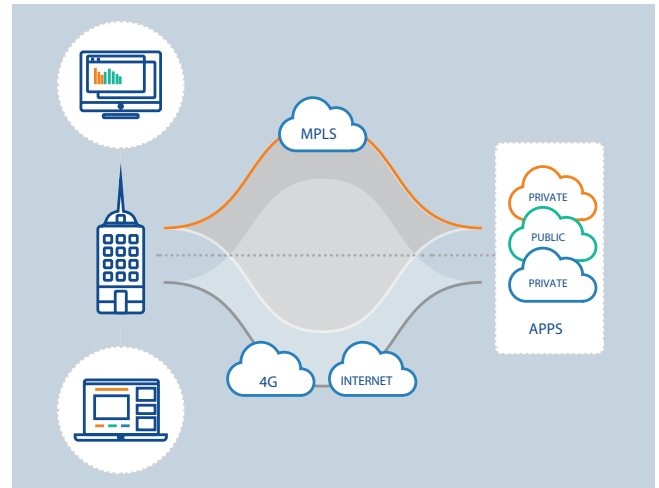 MPLS
PRIVATE
PUBLIC
PRIVATE
APPS
4G
INTERNET